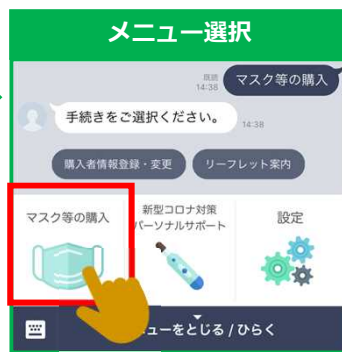 メニュー選択
既読
14:38
マスク等の購入
手続きをご選択ください。
14:38
購入者情報登録・変更
リーフレット案内
マスク等の購入
新型コロナ対策
パーソナルサポート
設定
ューをとじる / ひらく